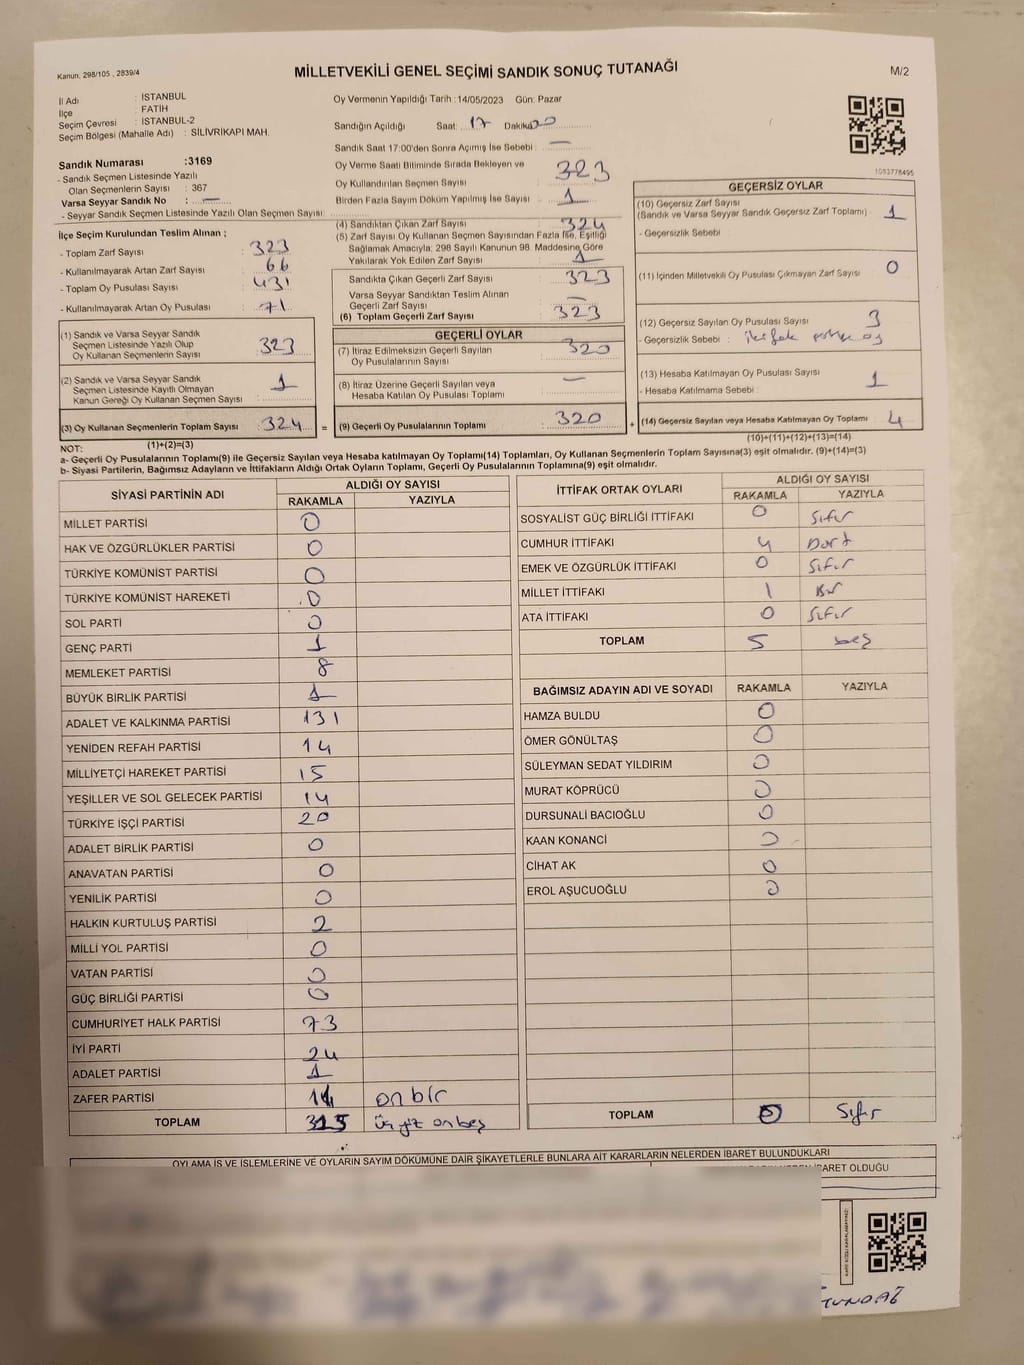 Kanun, 298/105 , 2839/4
MİLLETVEKİLİ GENEL SEÇİMİ SANDIK SONUÇ TUTANAĞI
M/2
İl Adı : İSTANBUL
İlçe : FATİH
Seçim Çevresi : İSTANBUL-2
Seçim Bölgesi (Mahalle Adı) : SİLİVRİKAPI MAH.
Sandık Numarası :3169
- Sandık Seçmen Listesinde Yazılı
Olan Seçmenlerin Sayısı : 367
Varsa Seyyar Sandık No : —
- Seyyar Sandık Seçmen Listesinde Yazılı Olan Seçmen Sayısı
Oy Vermenin Yapıldığı Tarih :14/05/2023 Gün: Pazar
Sandığın Açıldığı Saat: 17 Dakika 20
Sandık Saat 17:00'den Sonra Açımış İse Sebebi : —
Oy Verme Saati Bitiminde Sırada Bekleyen ve
Oy Kullandırılan Seçmen Sayısı : 323
Birden Fazla Sayım Döküm Yapılmış İse Sayısı : 1
1083778495
İlçe Seçim Kurulundan Teslim Alınan ;
- Toplam Zarf Sayısı : 323
- Kullanılmayarak Artan Zarf Sayısı : 66
- Toplam Oy Pusulası Sayısı : 431
- Kullanılmayarak Artan Oy Pusulası : 71
(1) Sandık ve Varsa Seyyar Sandık
Seçmen Listesinde Yazılı Olup
Oy Kullanan Seçmenlerin Sayısı : 323
(2) Sandık ve Varsa Seyyar Sandık
Seçmen Listesinde Kayıtlı Olmayan
Kanun Gereği Oy Kullanan Seçmen Sayısı : 1
(3) Oy Kullanan Seçmenlerin Toplam Sayısı : 324
(1)+(2)=(3)
(4) Sandıktan Çıkan Zarf Sayısı : 324
(5) Zarf Sayısı Oy Kullanan Seçmen Sayısından Fazla İse, Eşitliği
Sağlamak Amacıyla; 298 Sayılı Kanunun 98. Maddesine Göre
Yakılarak Yok Edilen Zarf Sayısı : 1
Sandıkta Çıkan Geçerli Zarf Sayısı : 323
Varsa Seyyar Sandıktan Teslim Alınan
Geçerli Zarf Sayısı : —
(6) Toplam Geçerli Zarf Sayısı : 323
GEÇERLİ OYLAR
(7) İtiraz Edilmeksizin Geçerli Sayılan
Oy Pusulalarının Sayısı : 320
(8) İtiraz Üzerine Geçerli Sayılan veya
Hesaba Katılan Oy Pusulası Toplamı : —
= (9) Geçerli Oy Pusulalarının Toplamı : 320
GEÇERSİZ OYLAR
(10) Geçersiz Zarf Sayısı
(Sandık ve Varsa Seyyar Sandık Geçersiz Zarf Toplamı) : 1
- Geçersizlik Sebebi :
(11) İçinden Milletvekili Oy Pusulası Çıkmayan Zarf Sayısı : 0
(12) Geçersiz Sayılan Oy Pusulası Sayısı : 3
- Geçersizlik Sebebi :
(13) Hesaba Katılmayan Oy Pusulası Sayısı : 1
- Hesaba Katılmama Sebebi :
+ (14) Geçersiz Sayılan veya Hesaba Katılmayan Oy Toplamı : 4
(10)+(11)+(12)+(13)=(14)
NOT:
a- Geçerli Oy Pusulalarının Toplam(9) ile Geçersiz Sayılan veya Hesaba katılmayan Oy Toplam(14) Toplamları, Oy Kullanan Seçmenlerin Toplam Sayısına(3) eşit olmalıdır. (9)+(14)=(3)
b- Siyasi Partilerin, Bağımsız Adayların ve İttifakların Aldığı Ortak Oyların Toplamı, Geçerli Oy Pusulalarının Toplamına(9) eşit olmalıdır.
SİYASİ PARTİNİN ADI ALDIĞI OY SAYISI
RAKAMLA YAZIYLA
MİLLET PARTİSİ 0
HAK VE ÖZGÜRLÜKLER PARTİSİ 0
TÜRKİYE KOMÜNİST PARTİSİ 0
TÜRKİYE KOMÜNİST HAREKETİ 0
SOL PARTİ 0
GENÇ PARTİ 1
MEMLEKET PARTİSİ 8
BÜYÜK BİRLİK PARTİSİ 1
ADALET VE KALKINMA PARTİSİ 131
YENİDEN REFAH PARTİSİ 14
MİLLİYETÇİ HAREKET PARTİSİ 15
YEŞİLLER VE SOL GELECEK PARTİSİ 14
TÜRKİYE İŞÇİ PARTİSİ 20
ADALET BİRLİK PARTİSİ 0
ANAVATAN PARTİSİ 0
YENİLİK PARTİSİ 0
HALKIN KURTULUŞ PARTİSİ 2
MİLLİ YOL PARTİSİ 0
VATAN PARTİSİ 0
GÜÇ BİRLİĞİ PARTİSİ 0
CUMHURİYET HALK PARTİSİ 73
İYİ PARTİ 24
ADALET PARTİSİ 1
ZAFER PARTİSİ 11 on bir
TOPLAM 315 üç yüz on beş
İTTİFAK ORTAK OYLARI ALDIĞI OY SAYISI
RAKAMLA YAZIYLA
SOSYALİST GÜÇ BİRLİĞİ İTTİFAKI 0 Sıfır
CUMHUR İTTİFAKI 4 Dört
EMEK VE ÖZGÜRLÜK İTTİFAKI 0 Sıfır
MİLLET İTTİFAKI 1 Bir
ATA İTTİFAKI 0 Sıfır
TOPLAM 5 beş
BAĞIMSIZ ADAYIN ADI VE SOYADI RAKAMLA YAZIYLA
HAMZA BULDU 0
ÖMER GÖNÜLTAŞ 0
SÜLEYMAN SEDAT YILDIRIM 0
MURAT KÖPRÜCÜ 0
DURSUNALİ BACIOĞLU 0
KAAN KONANCİ 0
CİHAT AK 0
EROL AŞUCUOĞLU 0
TOPLAM 0 Sıfır
OYLAMA İŞ VE İŞLEMLERİNE VE OYLARIN SAYIM DÖKÜMÜNE DAİR ŞİKAYETLERLE BUNLARA AİT KARARLARIN NELERDEN İBARET BULUNDUKLARI
İBARET OLDUĞU